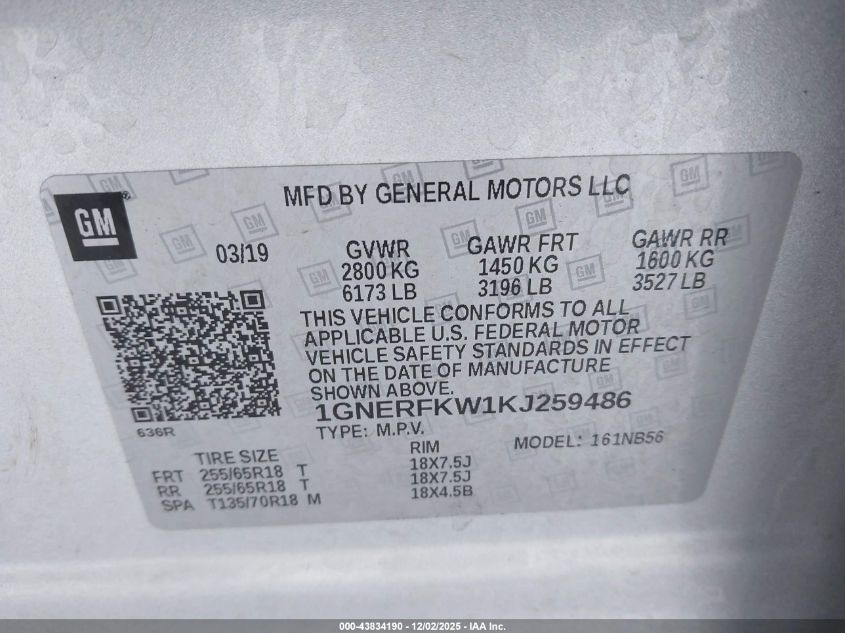 GM
MFD BY GENERAL MOTORS LLC
03/19
GVWR
2800 KG
6173 LB
GAWR FRT
1450 KG
3196 LB
GAWR RR
1600 KG
3527 LB
THIS VEHICLE CONFORMS TO ALL
APPLICABLE U.S. FEDERAL MOTOR
VEHICLE SAFETY STANDARDS IN EFFECT
ON THE DATE OF MANUFACTURE
SHOWN ABOVE.
1GNERFKW1KJ259486
TYPE: M.P.V.
MODEL: 161NB56
636R
TIRE SIZE
RIM
FRT 255/65R18 T 18X7.5J
RR 255/65R18 T 18X7.5J
SPA T135/70R18 M 18X4.5B
000-43834190 - 12/02/2025 - IAA Inc.